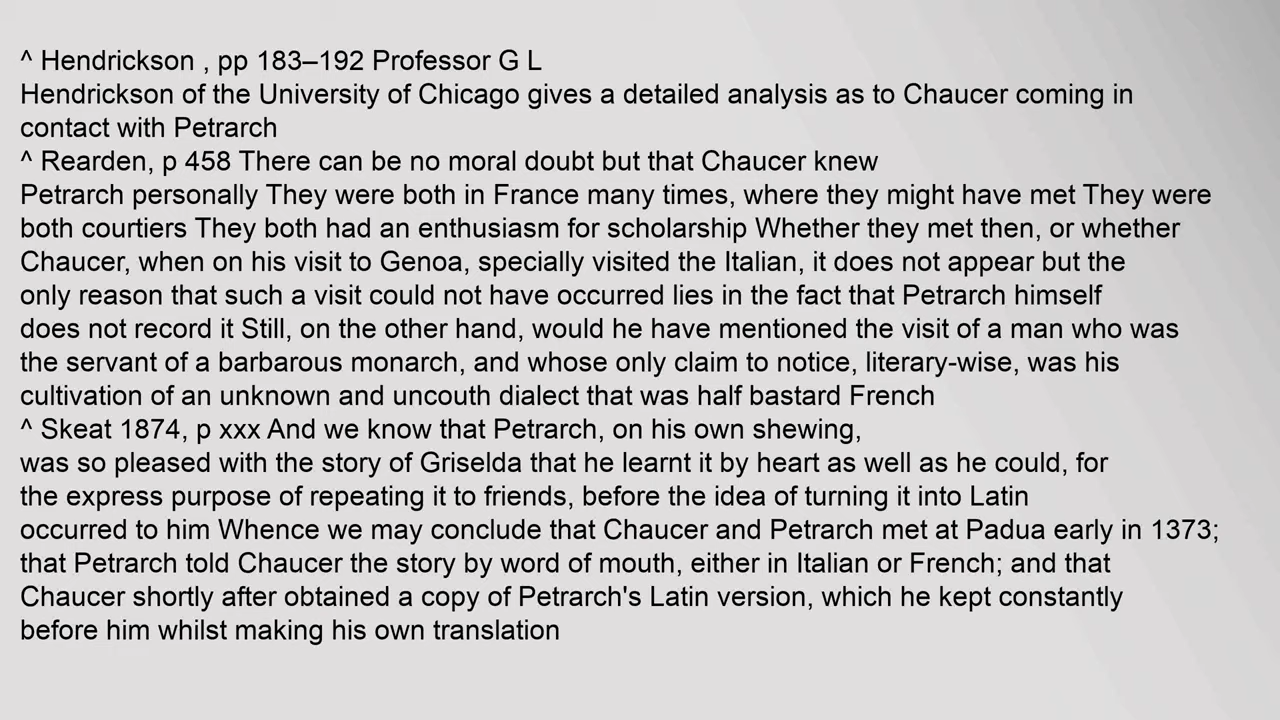 ^ Hendrickson , pp 183–192 Professor G L
Hendrickson of the University of Chicago gives a detailed analysis as to Chaucer coming in
contact with Petrarch
^ Rearden, p 458 There can be no moral doubt but that Chaucer knew
Petrarch personally They were both in France many times, where they might have met They were
both courtiers They both had an enthusiasm for scholarship Whether they met then, or whether
Chaucer, when on his visit to Genoa, specially visited the Italian, it does not appear but the
only reason that such a visit could not have occurred lies in the fact that Petrarch himself
does not record it Still, on the other hand, would he have mentioned the visit of a man who was
the servant of a barbarous monarch, and whose only claim to notice, literary-wise, was his
cultivation of an unknown and uncouth dialect that was half bastard French
^ Skeat 1874, p xxx And we know that Petrarch, on his own shewing,
was so pleased with the story of Griselda that he learnt it by heart as well as he could, for
the express purpose of repeating it to friends, before the idea of turning it into Latin
occurred to him Whence we may conclude that Chaucer and Petrarch met at Padua early in 1373;
that Petrarch told Chaucer the story by word of mouth, either in Italian or French; and that
Chaucer shortly after obtained a copy of Petrarch's Latin version, which he kept constantly
before him whilst making his own translation